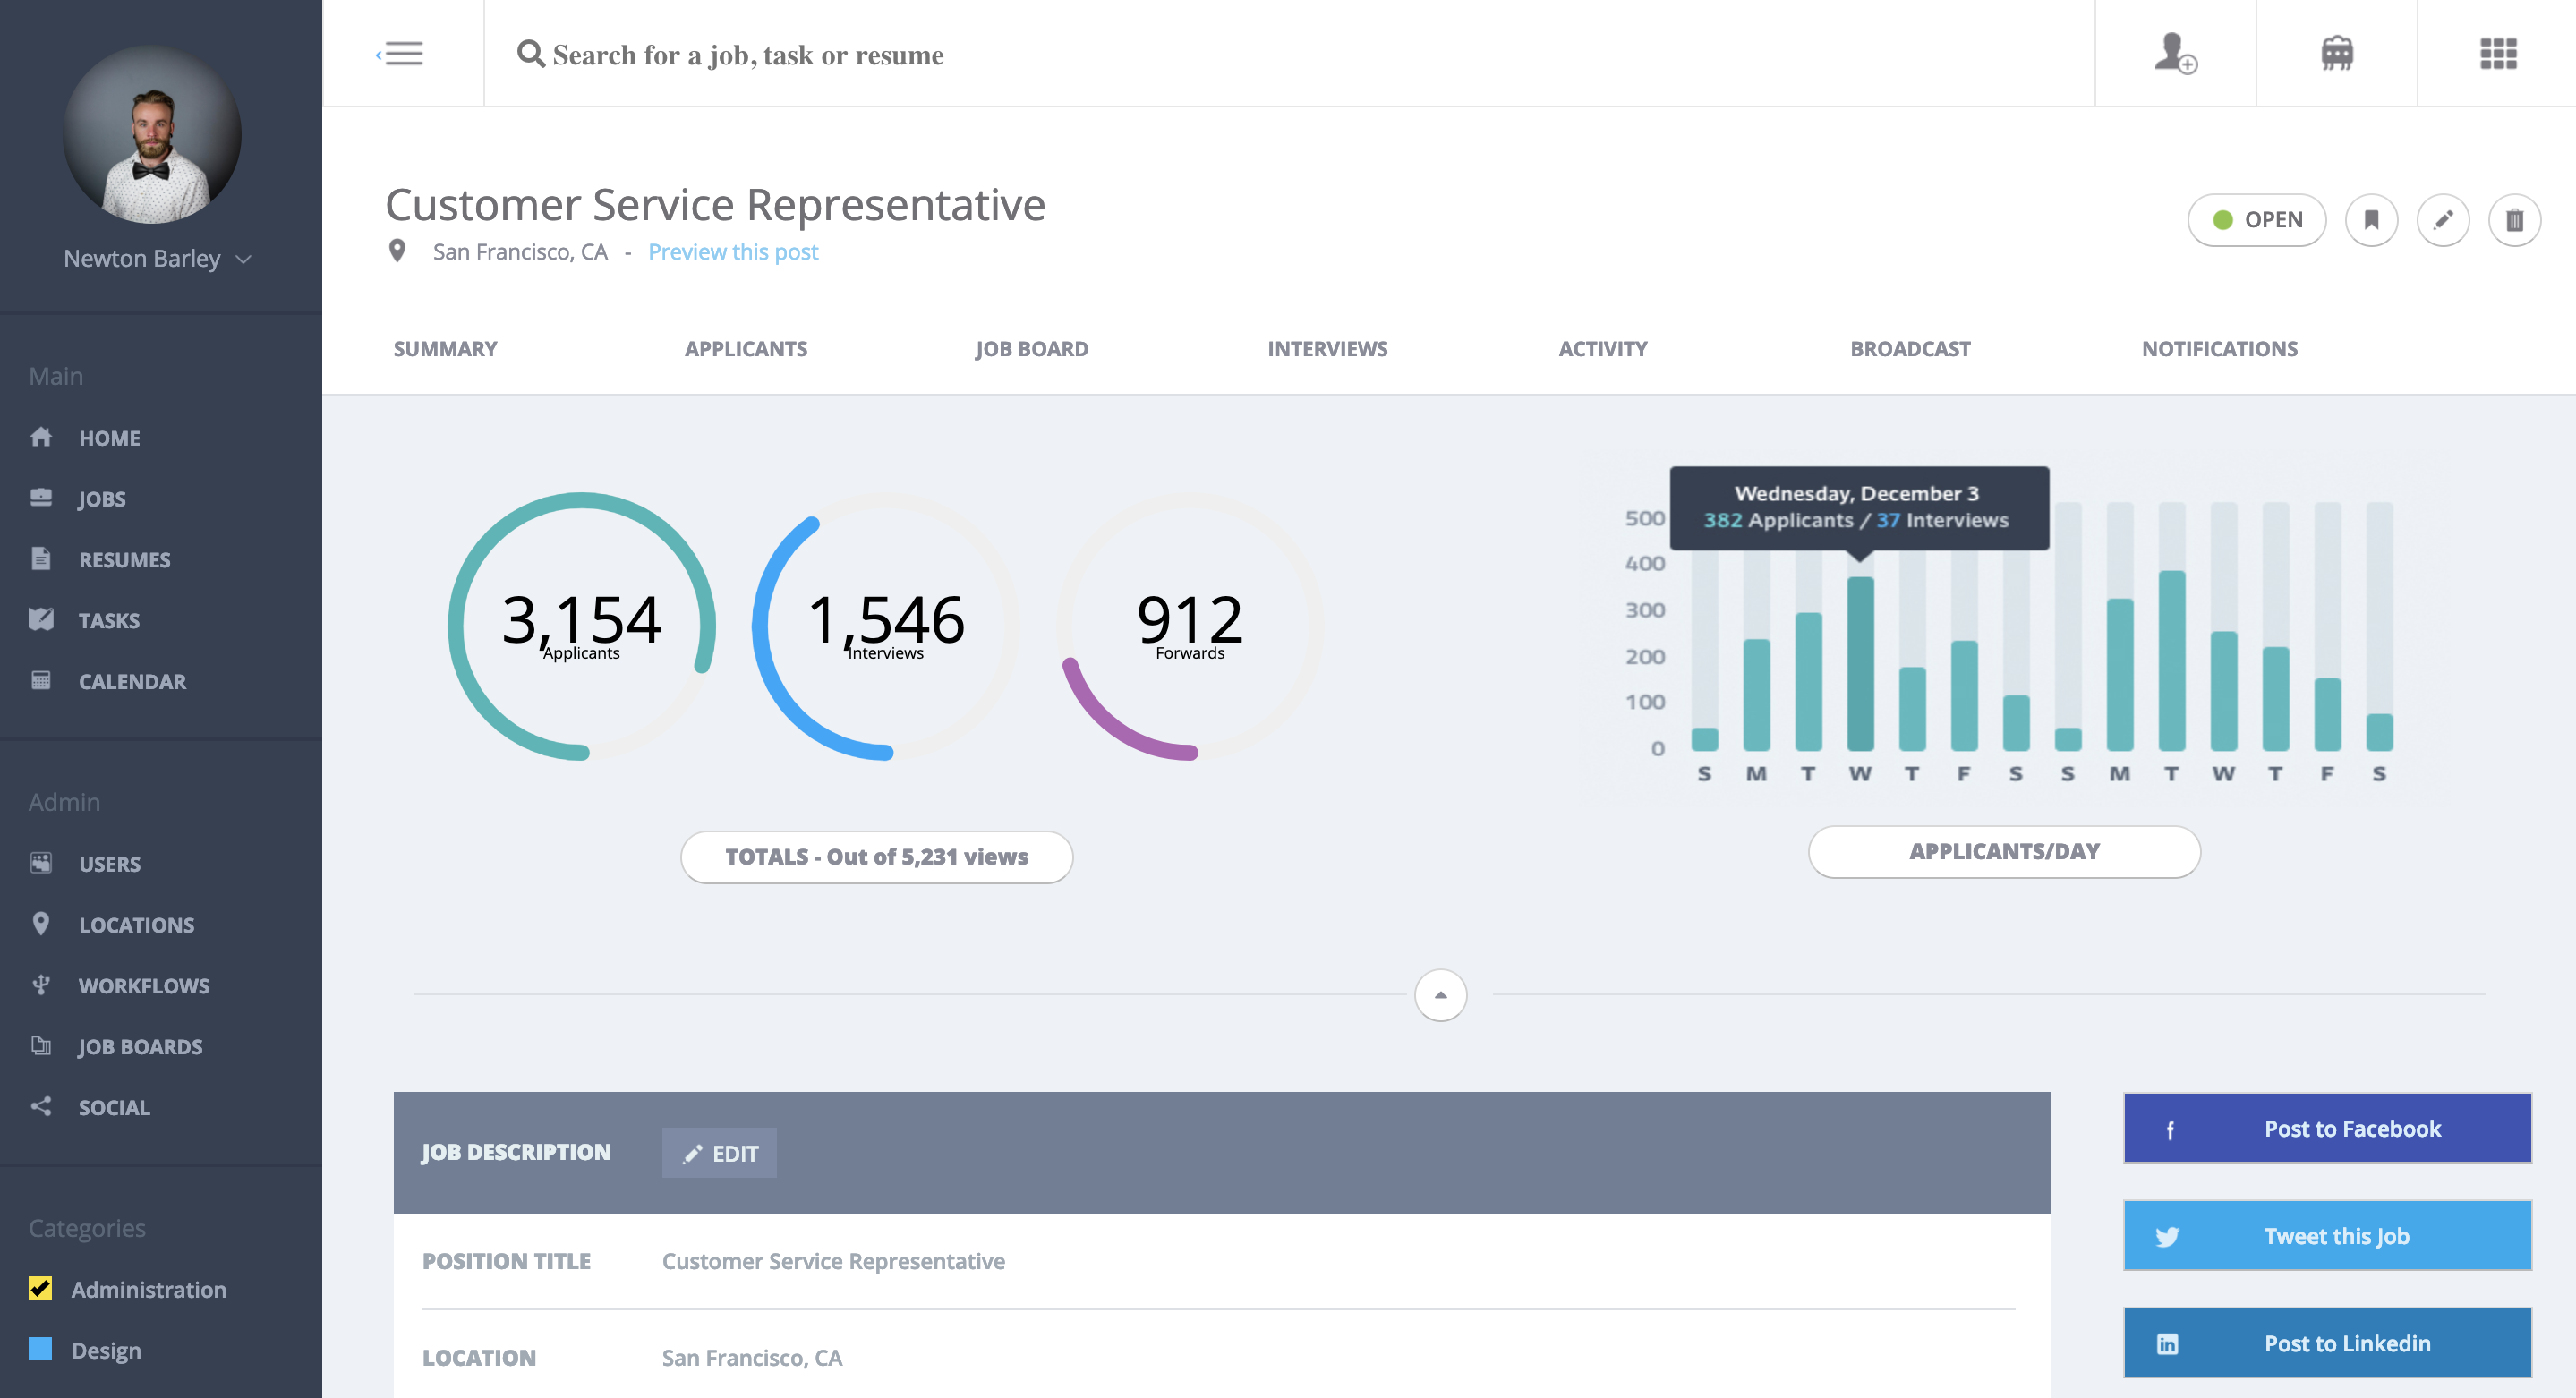 Newton Barley
Main
HOME
JOBS
RESUMES
TASKS
CALENDAR
Admin
USERS
LOCATIONS
WORKFLOWS
JOB BOARDS
SOCIAL
Categories
Administration
Design
Search for a job, task or resume
Customer Service Representative
San Francisco, CA - Preview this post
OPEN
SUMMARY APPLICANTS JOB BOARD INTERVIEWS ACTIVITY BROADCAST NOTIFICATIONS
3,154
Applicants
1,546
Interviews
912
Forwards
TOTALS - Out of 5,231 views
Wednesday, December 3
382 Applicants / 37 Interviews
500
400
300
200
100
0
S M T W T F S S M T W T F S
APPLICANTS/DAY
JOB DESCRIPTION EDIT
POSITION TITLE Customer Service Representative
LOCATION San Francisco, CA
Post to Facebook
Tweet this Job
Post to Linkedin